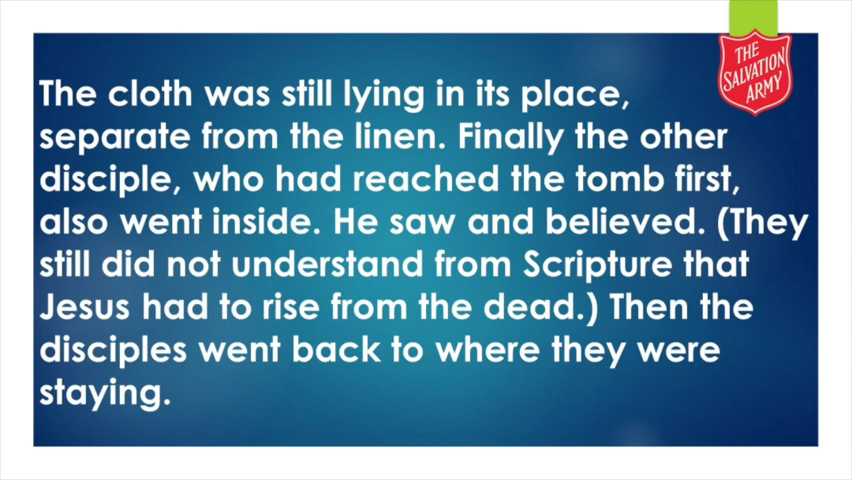 THE
SALVATION
ARMY
The cloth was still lying in its place,
separate from the linen. Finally the other
disciple, who had reached the tomb first,
also went inside. He saw and believed. (They
still did not understand from Scripture that
Jesus had to rise from the dead.) Then the
disciples went back to where they were
staying.